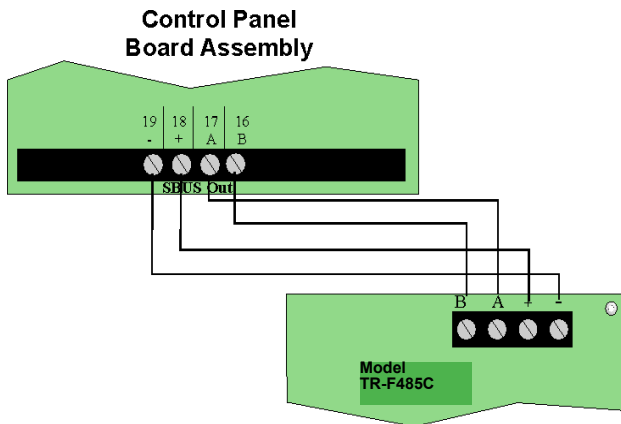 Control Panel
Board Assembly
19 18 17 16
- + A B
SBUS Out
B A + -
Model
TR-F485C